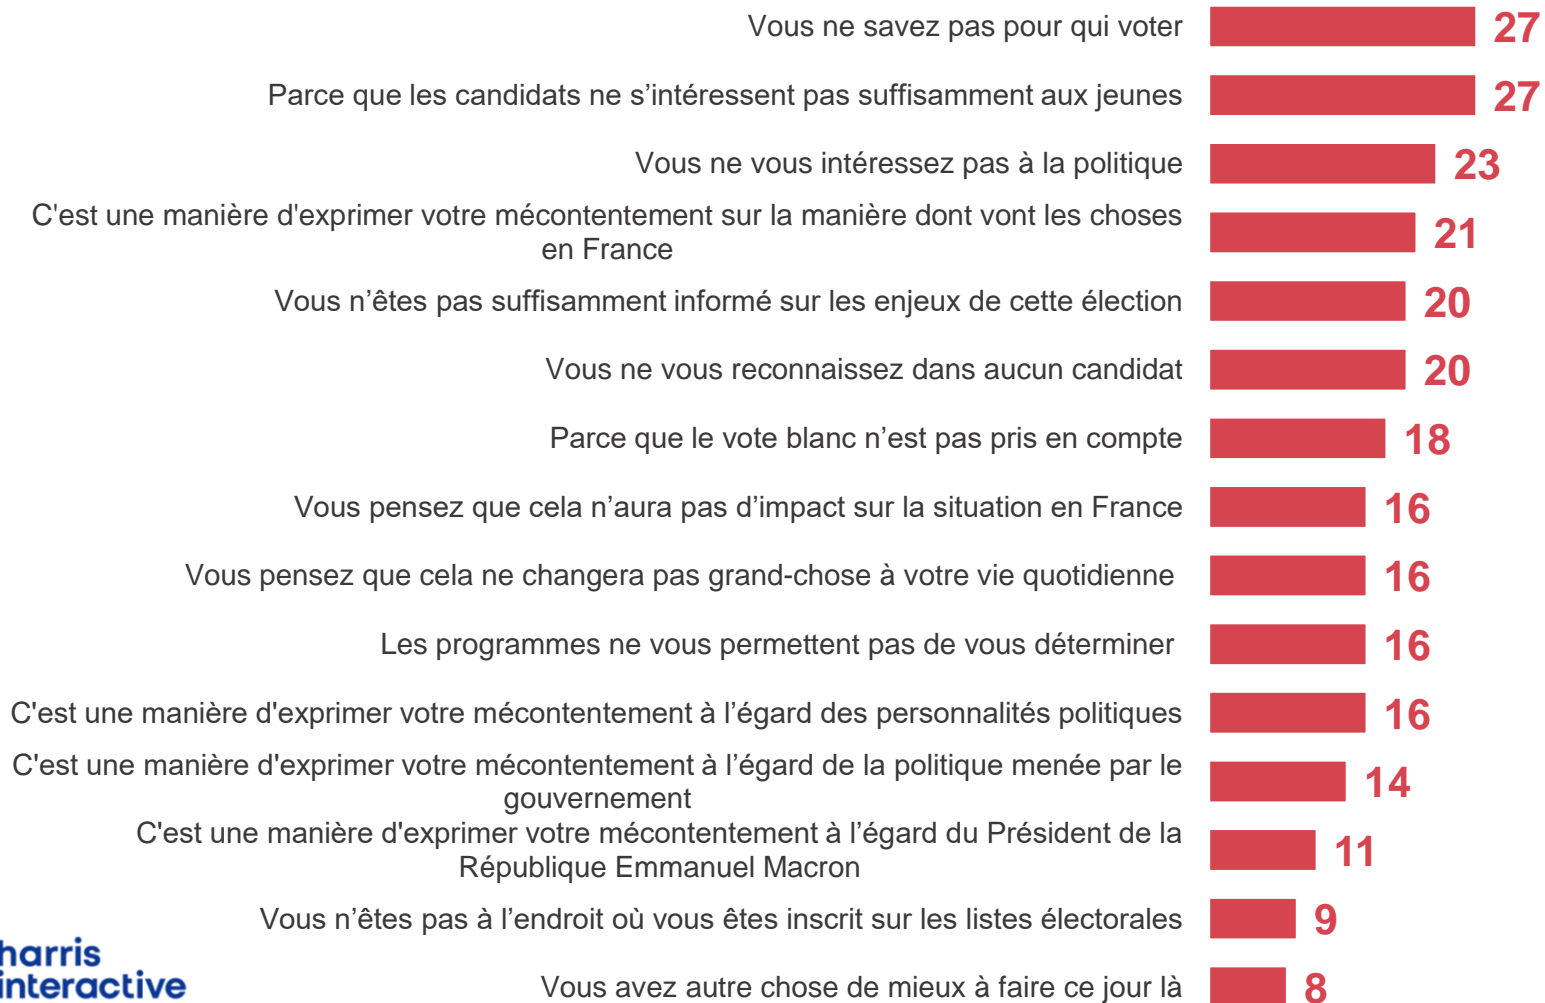 Vous ne savez pas pour qui voter 27
Parce que les candidats ne s’intéressent pas suffisamment aux jeunes 27
Vous ne vous intéressez pas à la politique 23
C'est une manière d'exprimer votre mécontentement sur la manière dont vont les choses
en France
21
Vous n’êtes pas suffisamment informé sur les enjeux de cette élection 20
Vous ne vous reconnaissez dans aucun candidat 20
Parce que le vote blanc n’est pas pris en compte 18
Vous pensez que cela n’aura pas d’impact sur la situation en France 16
Vous pensez que cela ne changera pas grand-chose à votre vie quotidienne 16
Les programmes ne vous permettent pas de vous déterminer 16
C'est une manière d'exprimer votre mécontentement à l’égard des personnalités politiques 16
C'est une manière d'exprimer votre mécontentement à l’égard de la politique menée par le
gouvernement
14
C'est une manière d'exprimer votre mécontentement à l’égard du Président de la
République Emmanuel Macron
11
Vous n’êtes pas à l’endroit où vous êtes inscrit sur les listes électorales 9
harris
interactive
Vous avez autre chose de mieux à faire ce jour là 8